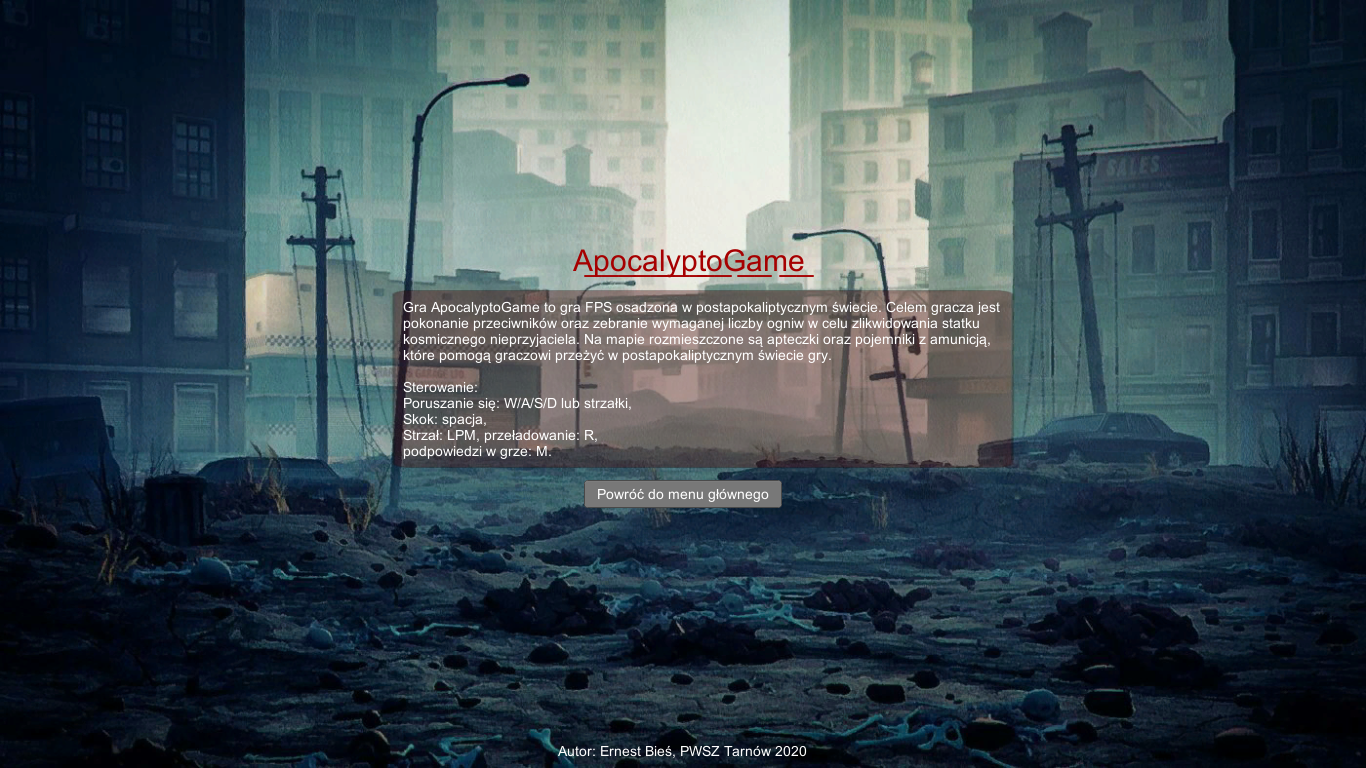 SALES
ApocalyptoGame
Gra ApocalyptoGame to gra FPS osadzona w postapokaliptycznym świecie. Celem gracza jest
pokonanie przeciwników oraz zebranie wymaganej liczby ogniw w celu zlikwidowania statku
kosmicznego nieprzyjaciela. Na mapie rozmieszczone są apteczki oraz pojemniki z amunicją,
które pomogą graczowi przeżyć w postapokaliptycznym świecie gry.
Sterowanie:
Poruszanie się: W/A/S/D lub strzałki,
Skok: spacja,
Strzał: LPM, przeładowanie: R,
podpowiedzi w grze: M.
Powróć do menu głównego
Autor: Ernest Bieś, PWSZ Tarnów 2020